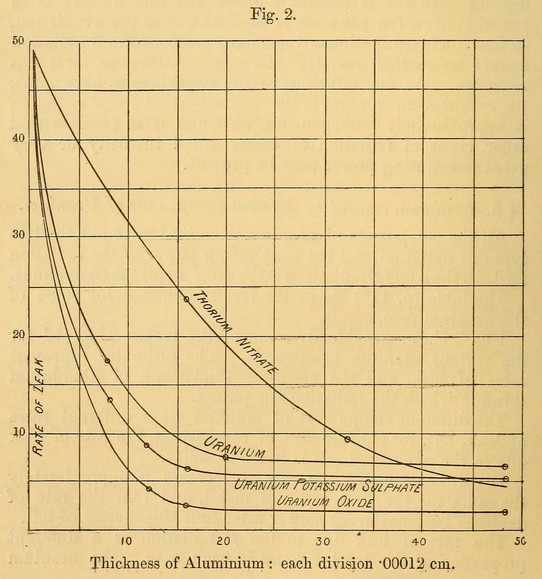 Fig. 2.
50
40
30
20
10
RATE OF LEAK
THORIUM NITRATE
URANIUM
URANIUM POTASSIUM SULPHATE
URANIUM OXIDE
10
20
30
40
50
Thickness of Aluminium : each division ·00012 cm.